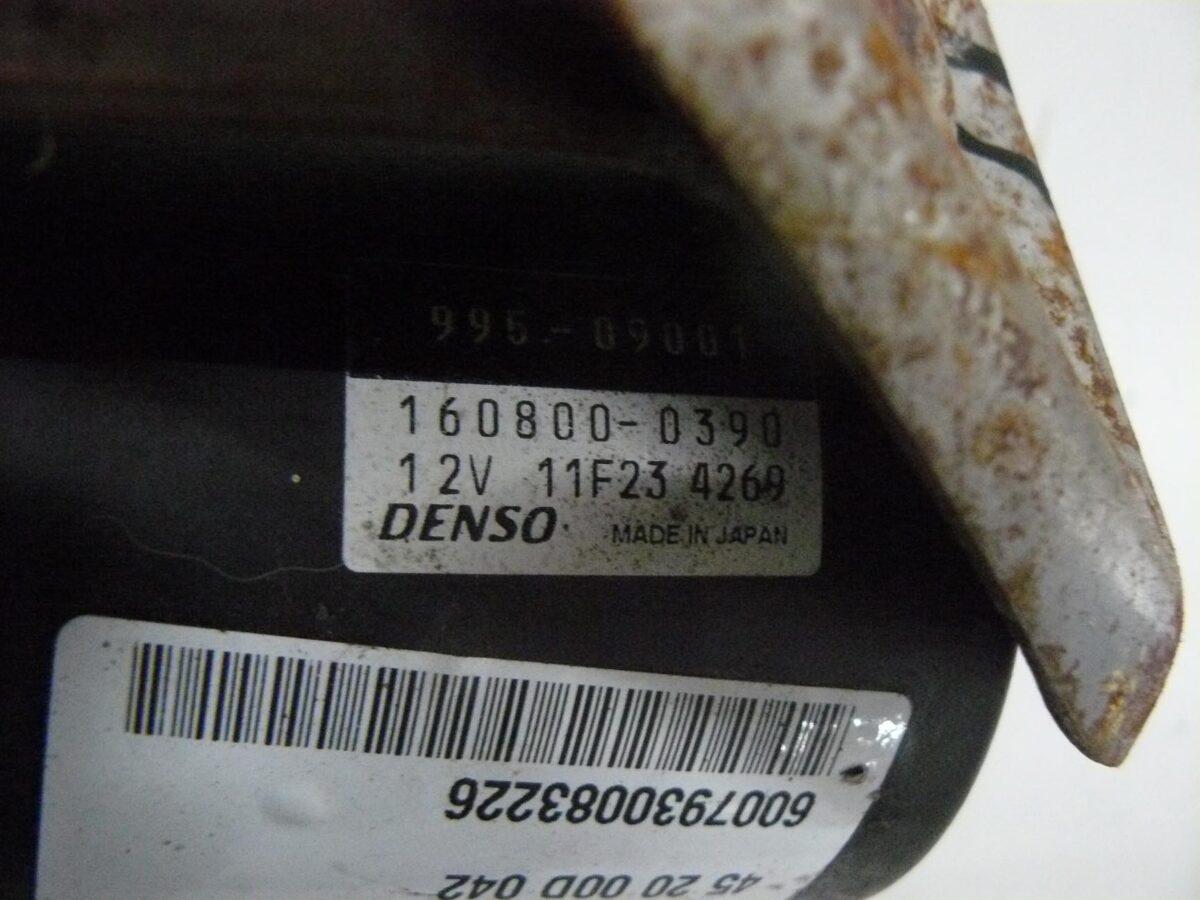 995-09001
160800-0390
12V 11F23 4269
DENSO MADE IN JAPAN
6007930083226
45 20 00D 042